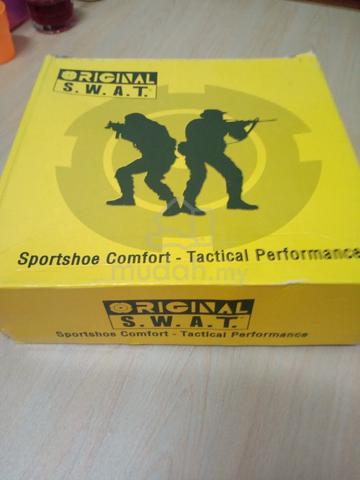 ORIGINAL
S.W.A.T.
Sportshoe Comfort - Tactical Performance
mudah.my
ORIGINAL
S.W.A.T.
Sportshoe Comfort - Tactical Performance